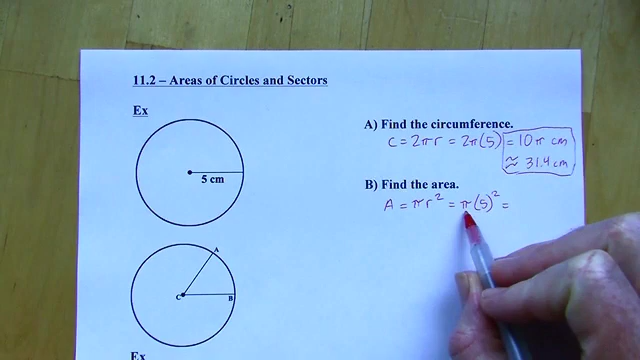 11.2 – Areas of Circles and Sectors
Ex
A) Find the circumference.
C = 2πr = 2π(5) = 10π cm
≈ 31.4 cm
5 cm
B) Find the area.
A = πr² = π(5)² =
A
C
B
Ex